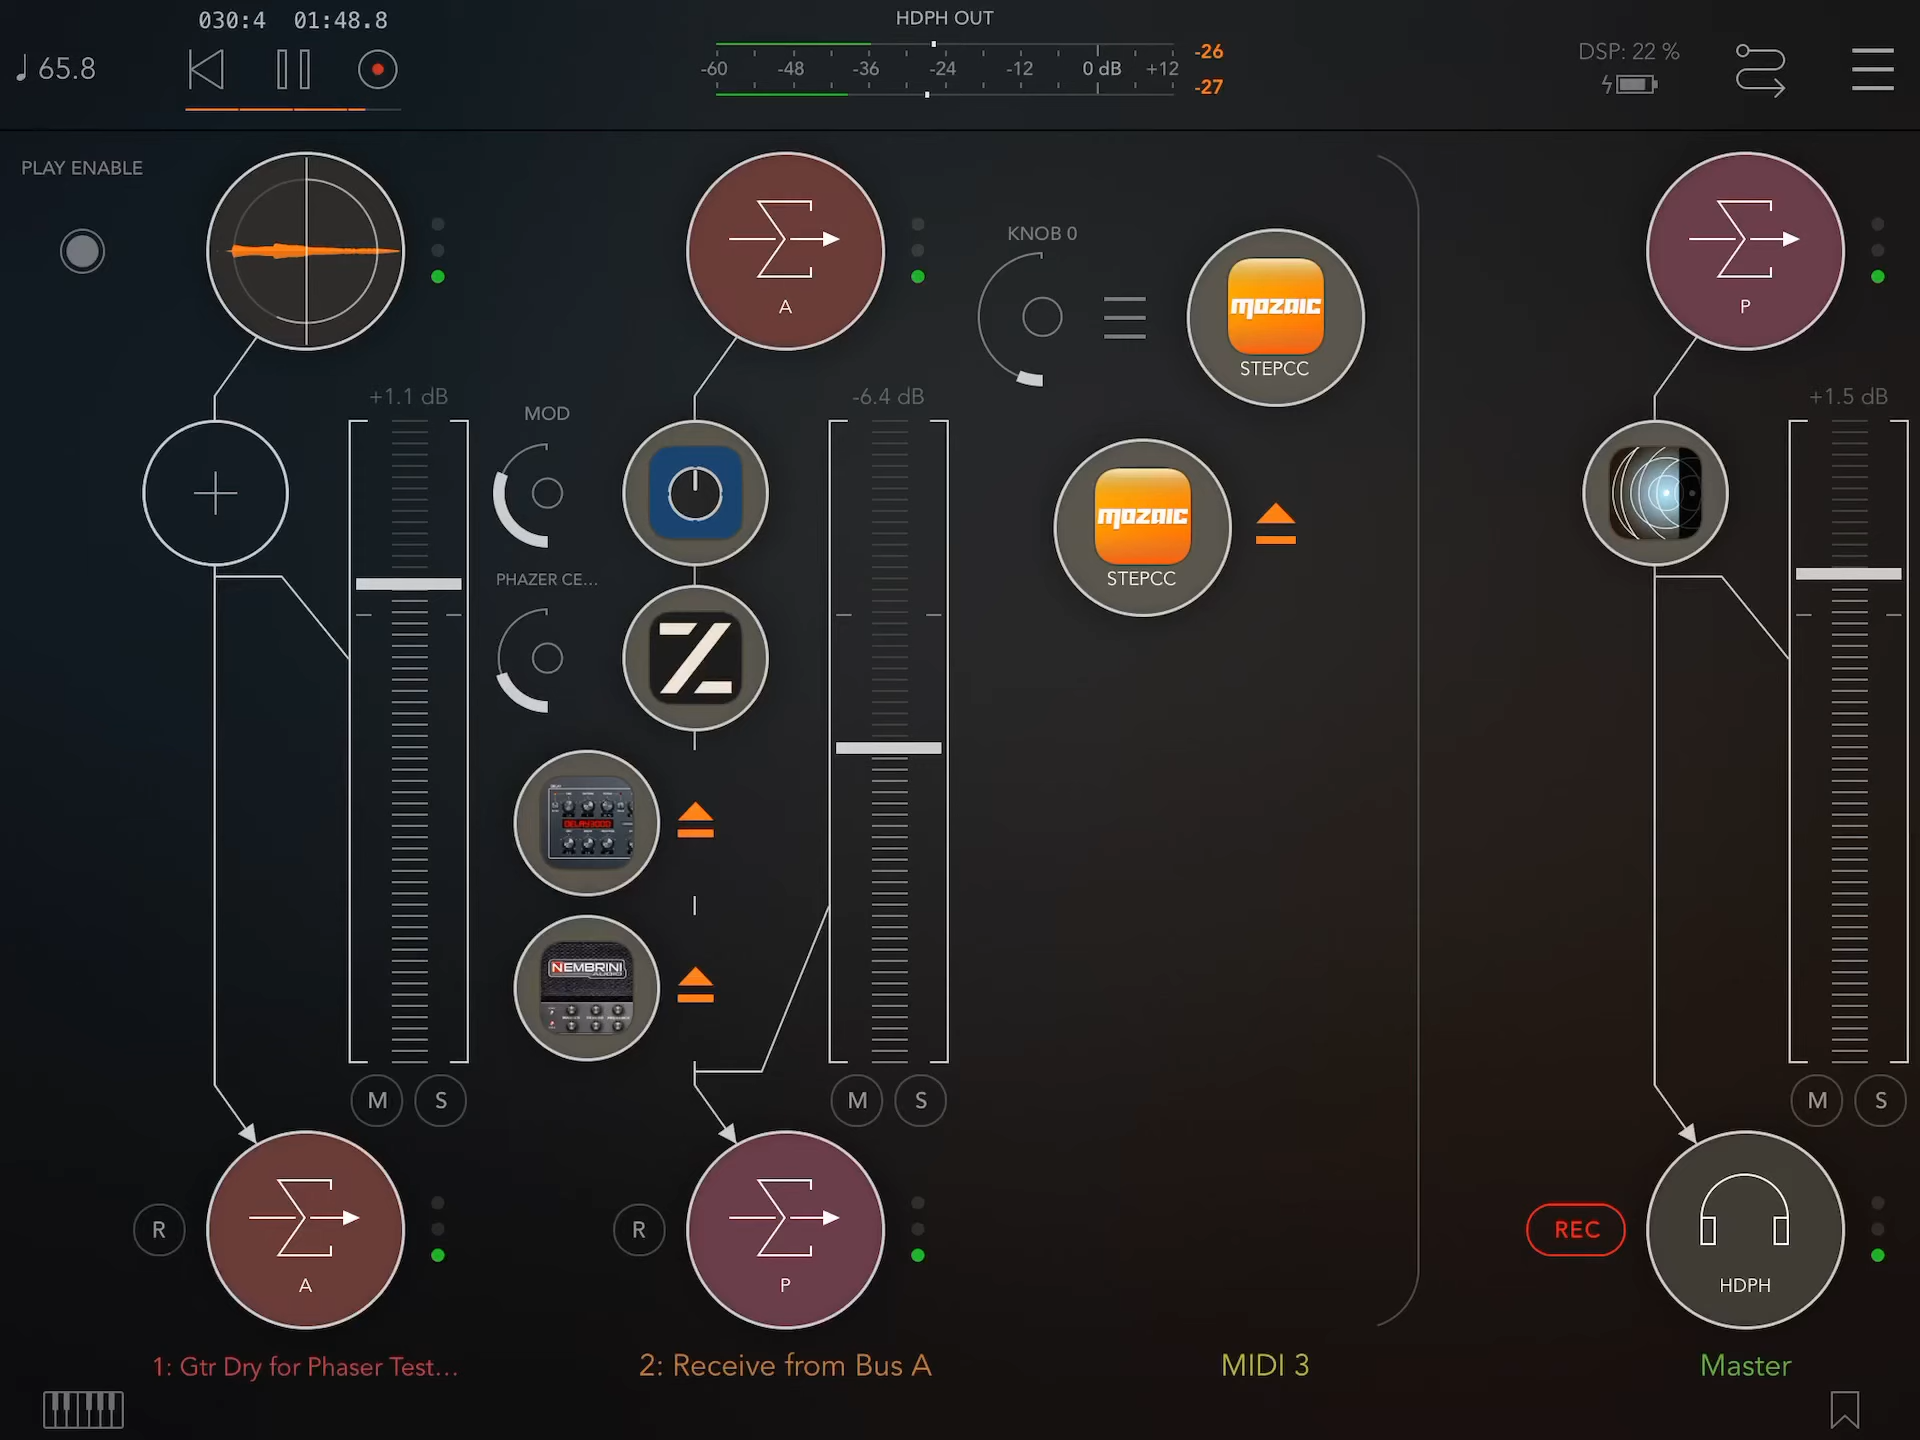 030:4 01:48.8
65.8
HDPH OUT
-60 -48 -36 -24 -12 0 dB +12
-26
-27
DSP: 22 %
PLAY ENABLE
A
KNOB 0
mozaic
STEPCC
P
+1.1 dB
MOD
-6.4 dB
+1.5 dB
mozaic
STEPCC
PHAZER CE...
Z
DELAY3000
NEMBRINI
AUDIO
M S
M S
M S
R
A
R
P
REC
HDPH
1: Gtr Dry for Phaser Test...
2: Receive from Bus A
MIDI 3
Master